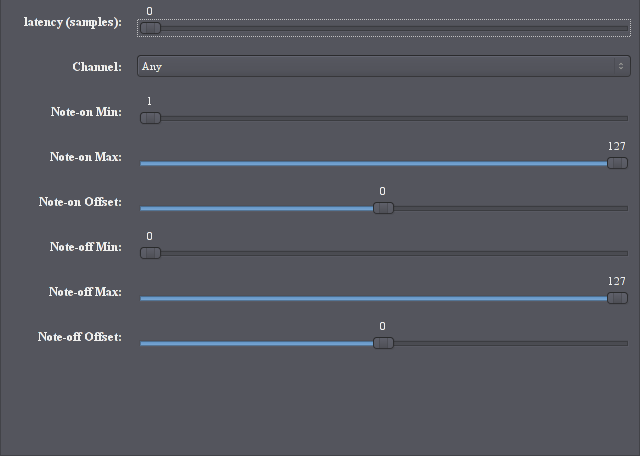 0
latency (samples):
Channel: Any
1
Note-on Min:
127
Note-on Max:
0
Note-on Offset:
0
Note-off Min:
127
Note-off Max:
0
Note-off Offset: